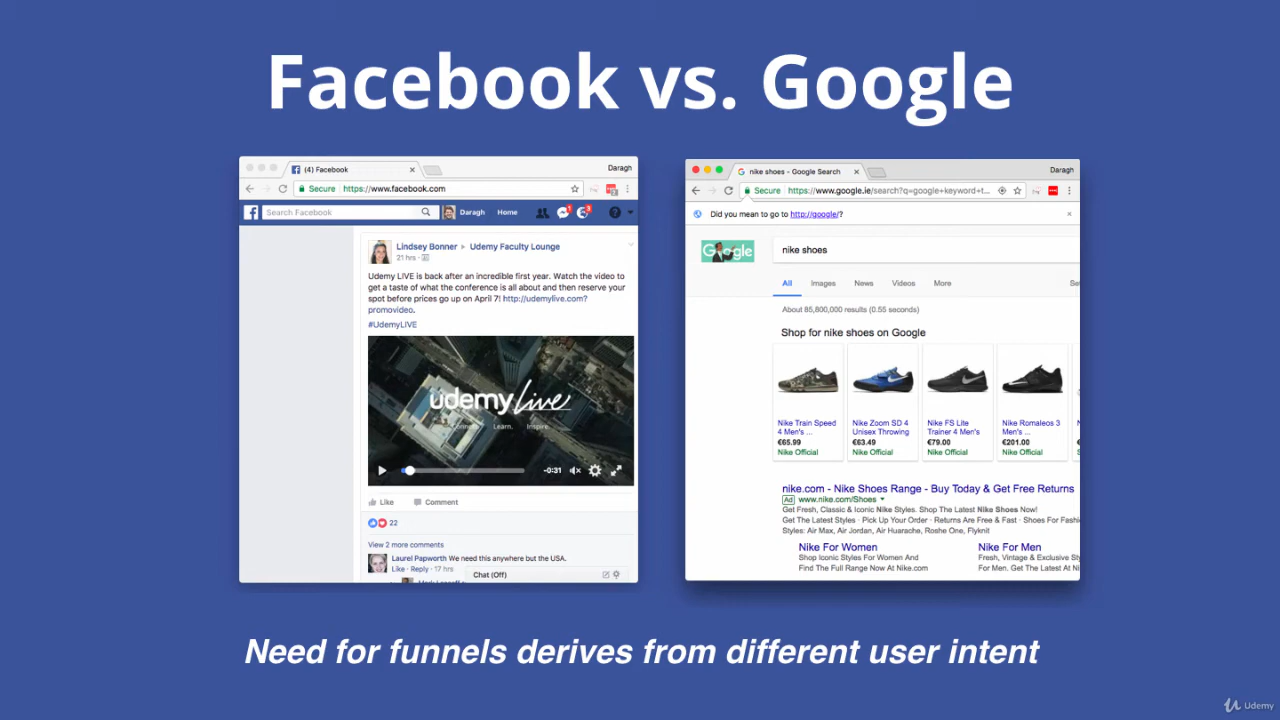 Facebook vs. Google
(4) Facebook
Daragh
Secure https://www.facebook.com
Search Facebook
Daragh Home
Lindsey Bonner ▸ Udemy Faculty Lounge
21 hrs ·
Udemy LIVE is back after an incredible first year. Watch the video to
get a taste of what the conference is all about and then reserve your
spot before prices go up on April 7! http://udemylive.com?
promovideo.
#UdemyLIVE
udemy live
Learn. Inspire.
-0:31
Like Comment
22
View 2 more comments
Laurel Papworth We need this anywhere but the USA.
Like · Reply · 17 hrs
Chat (Off)
nike shoes - Google Search
Daragh
Secure https://www.google.ie/search?q=google+keyword+t...
Did you mean to go to http://google/?
Google
nike shoes
All Images News Videos More
About 85,800,000 results (0.55 seconds)
Shop for nike shoes on Google
Nike Train Speed
4 Men's ...
€65.99
Nike Official
Nike Zoom SD 4
Unisex Throwing
€63.49
Nike Official
Nike FS Lite
Trainer 4 Men's
€79.00
Nike Official
Nike Romaleos 3
Men's ...
€201.00
Nike Official
nike.com - Nike Shoes Range - Buy Today & Get Free Returns
Ad www.nike.com/Shoes
Get Fresh, Classic & Iconic Nike Styles. Shop The Latest Nike Shoes Now!
Get The Latest Styles · Pick Up Your Order · Returns Are Free & Fast · Shoes For Fashi
Styles: Air Max, Air Jordan, Air Huarache, Roshe One, Flyknit
Nike For Women
Shop Iconic Styles For Women And
Find The Full Range Now At Nike.com
Nike For Men
Fresh, Vintage & Exclusive St
For Men. Get The Latest At Ni
Need for funnels derives from different user intent
Udemy